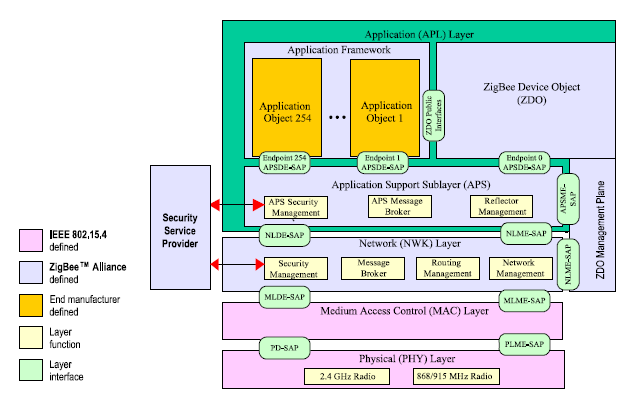 Application (APL) Layer
Application Framework
Application
Object 254
...
Application
Object 1
ZDO Public
Interfaces
ZigBee Device Object
(ZDO)
Endpoint 254
APSDE-SAP
Endpoint 1
APSDE-SAP
Endpoint 0
APSDE-SAP
Application Support Sublayer (APS)
APS Security
Management
APS Message
Broker
Reflector
Management
APSME-
SAP
ZDO Management Plane
Security
Service
Provider
NLDE-SAP
NLME-SAP
Network (NWK) Layer
Security
Management
Message
Broker
Routing
Management
Network
Management
NLME-SAP
MLDE-SAP
MLME-SAP
Medium Access Control (MAC) Layer
PD-SAP
PLME-SAP
Physical (PHY) Layer
2.4 GHz Radio
868/915 MHz Radio
IEEE 802,15,4
defined
ZigBee™ Alliance
defined
End manufacturer
defined
Layer
function
Layer
interface